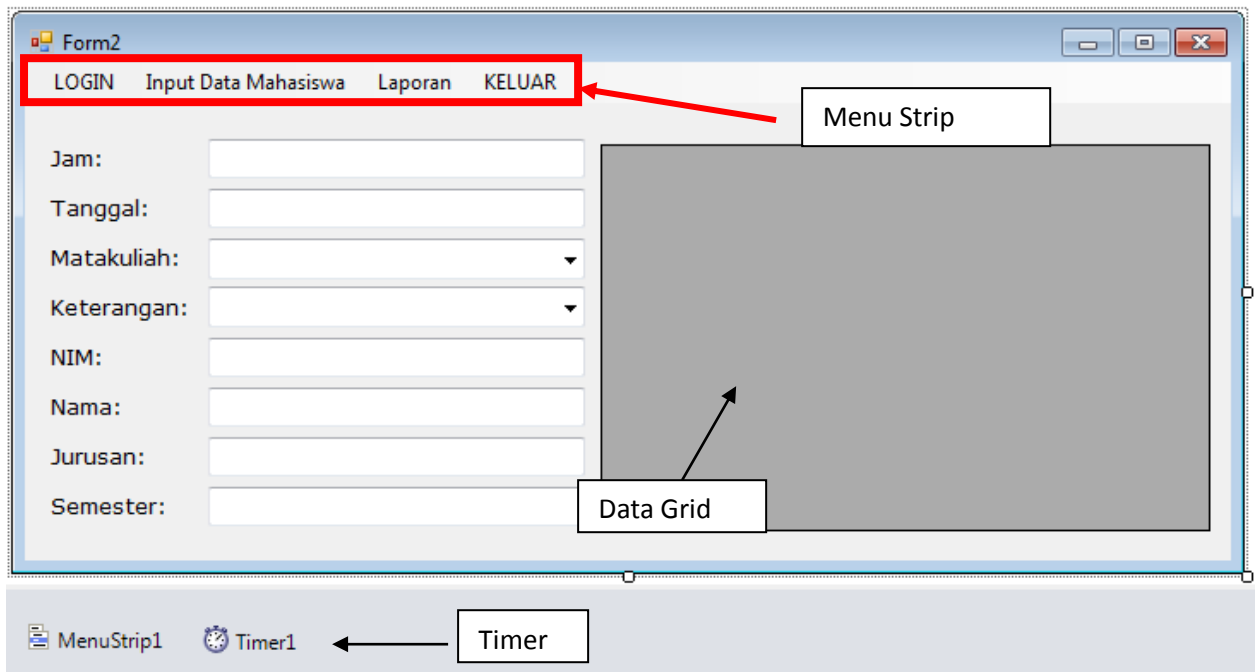 Form2
LOGIN Input Data Mahasiswa Laporan KELUAR
Menu Strip
Jam:
Tanggal:
Matakuliah:
Keterangan:
NIM:
Nama:
Jurusan:
Semester:
Data Grid
MenuStrip1 Timer1 Timer